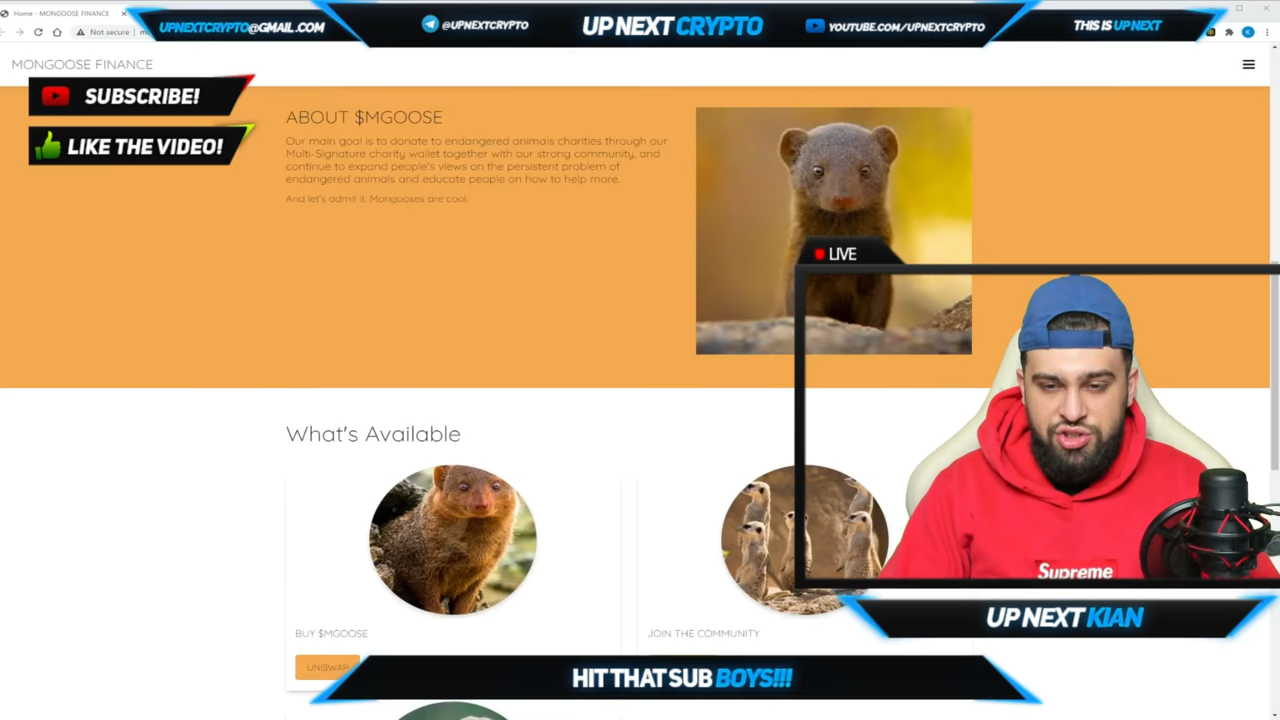 Home - MONGOOSE FINANCE
UPNEXTCRYPTO@GMAIL.COM
@UPNEXTCRYPTO
UP NEXT CRYPTO
YOUTUBE.COM/UPNEXTCRYPTO
THIS IS UP NEXT
Not secure
K
MONGOOSE FINANCE
SUBSCRIBE!
LIKE THE VIDEO!
ABOUT $MGOOSE
Our main goal is to donate to endangered animals charities through our
Multi-Signature charity wallet together with our strong community, and
continue to expand people's views on the persistent problem of
endangered animals and educate people on how to help more.
And let's admit it. Mongooses are cool.
LIVE
What's Available
Supreme
BUY $MGOOSE
JOIN THE COMMUNITY
UNISWAP
UP NEXT KIAN
HIT THAT SUB BOYS!!!